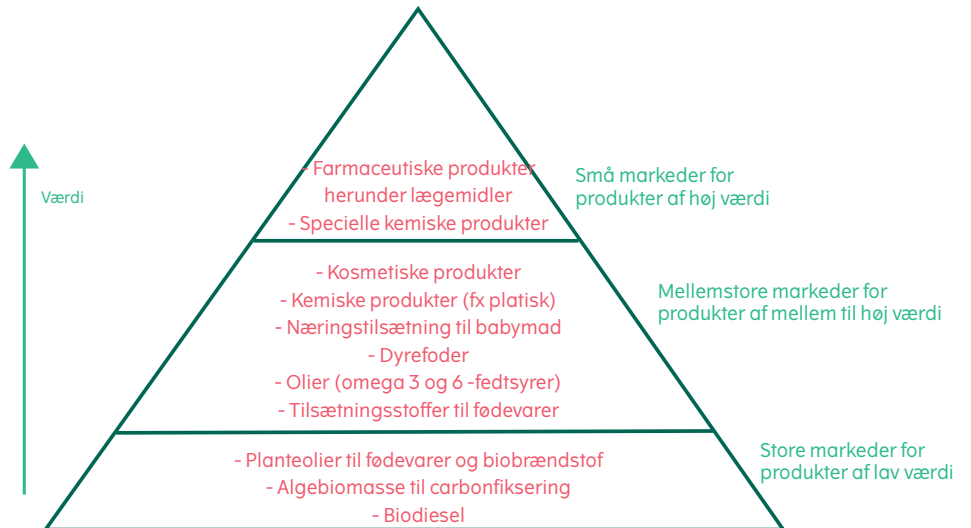 - Farmaceutiske produkter
herunder lægemidler
- Specielle kemiske produkter
Små markeder for
produkter af høj værdi
Værdi
- Kosmetiske produkter
- Kemiske produkter (fx platisk)
- Næringstilsætning til babymad
- Dyrefoder
- Olier (omega 3 og 6 -fedtsyrer)
- Tilsætningsstoffer til fødevarer
Mellemstore markeder for
produkter af mellem til høj værdi
- Planteolier til fødevarer og biobrændstof
- Algebiomasse til carbonfiksering
- Biodiesel
Store markeder for
produkter af lav værdi